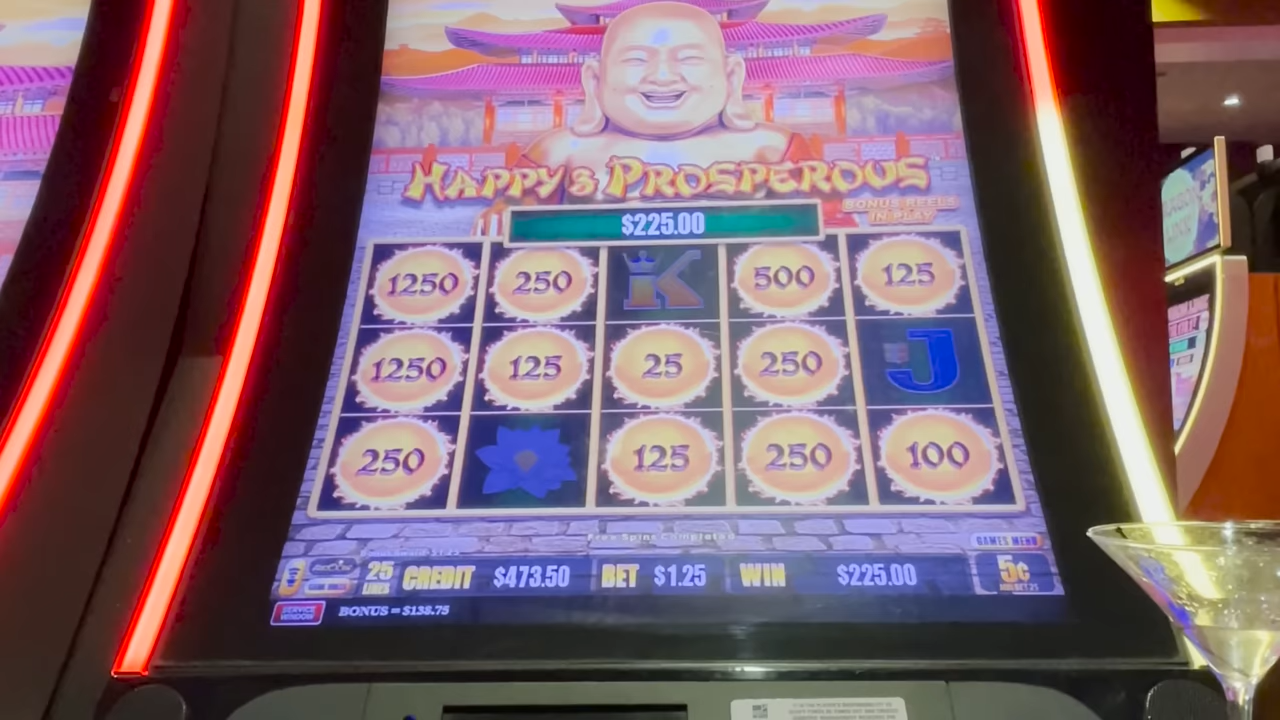 HAPPY & PROSPEROUS
BONUS REELS
IN PLAY
$225.00
1250 250 K 500 125
1250 125 25 250 J
250 125 250 100
Free Spins Completed
GAMES MENU
25
LINES
CREDIT $473.50 BET $1.25 WIN $225.00
5¢
SERVICE
WINDOW
BONUS = $138.75